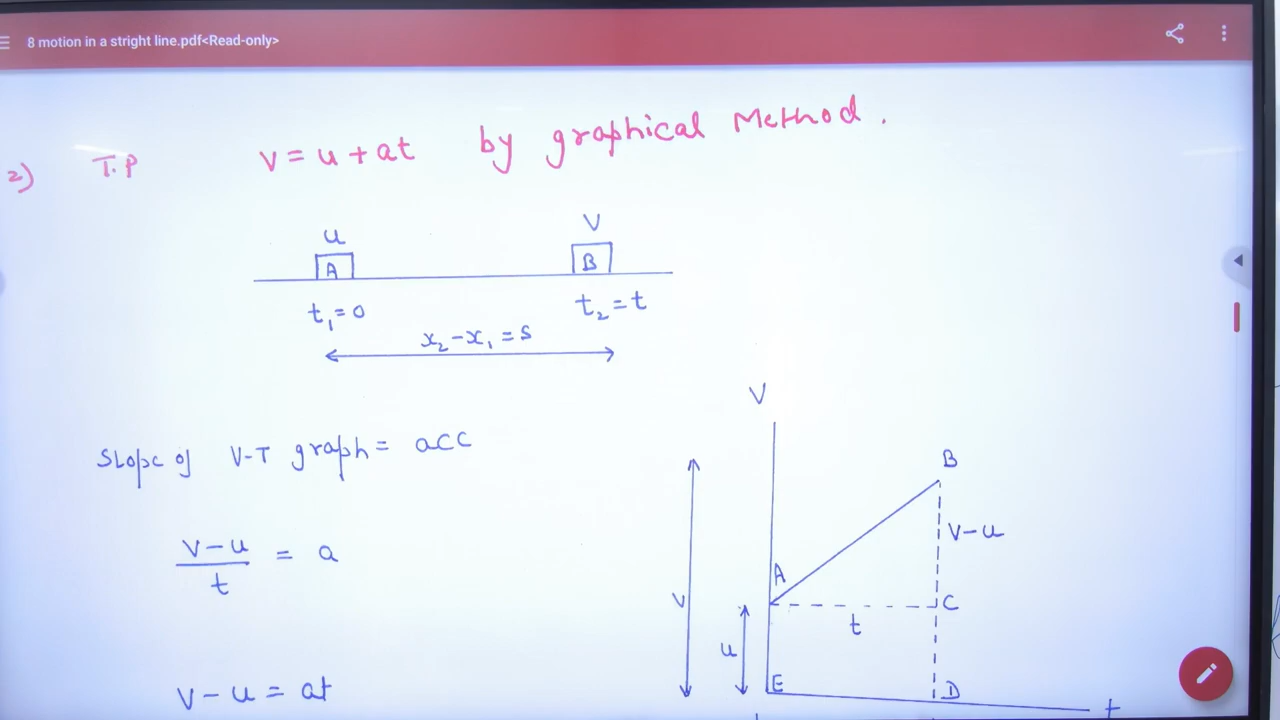 8 motion in a stright line.pdf<Read-only>
2) T.P v = u + at by graphical Method.
u V
A B
t₁ = 0 t₂ = t
x₂ - x₁ = s
V
Slope of V-T graph = acc
B
v - u / t = a
V - u
A
C
v
t
u
E
D
v - u = at
t